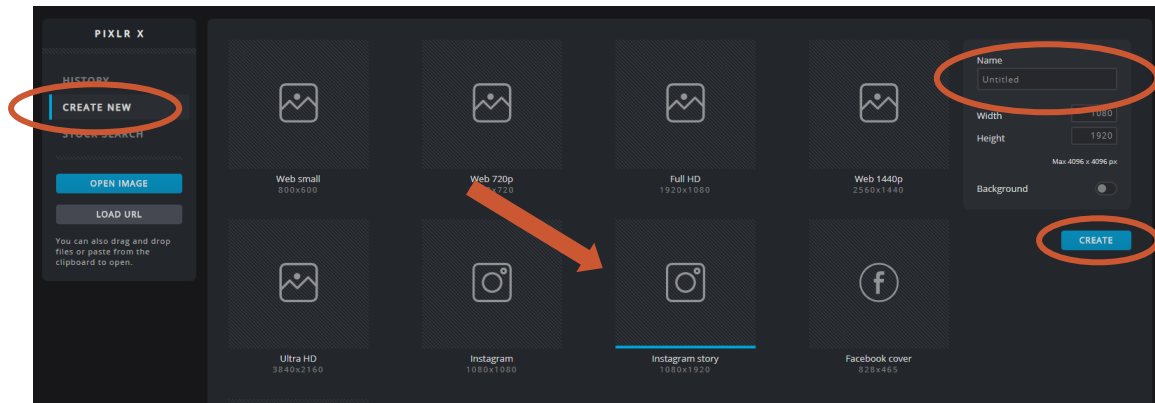 PIXLR X
HISTORY
CREATE NEW
STOCK SEARCH
OPEN IMAGE
LOAD URL
You can also drag and drop
files or paste from the
clipboard to open.
Web small
800x600
Web 720p
Full HD
1920x1080
Web 1440p
2560x1440
Ultra HD
3840x2160
Instagram
1080x1080
Instagram story
1080x1920
Facebook cover
828x465
Name
Untitled
Width 1080
Height 1920
Max 4096 x 4096 px
Background
CREATE